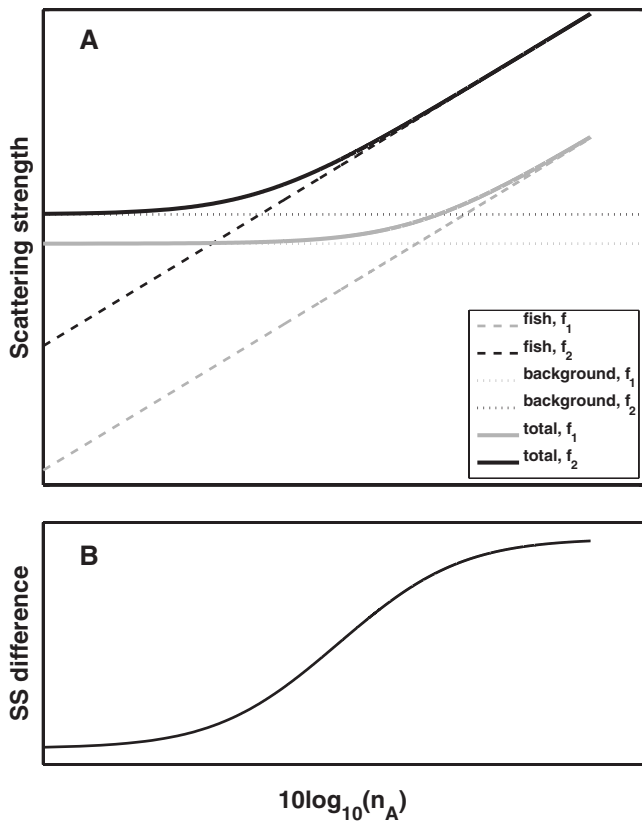 A
Scattering strength
fish, f1
fish, f2
background, f1
background, f2
total, f1
total, f2
B
SS difference
10log10(nA)